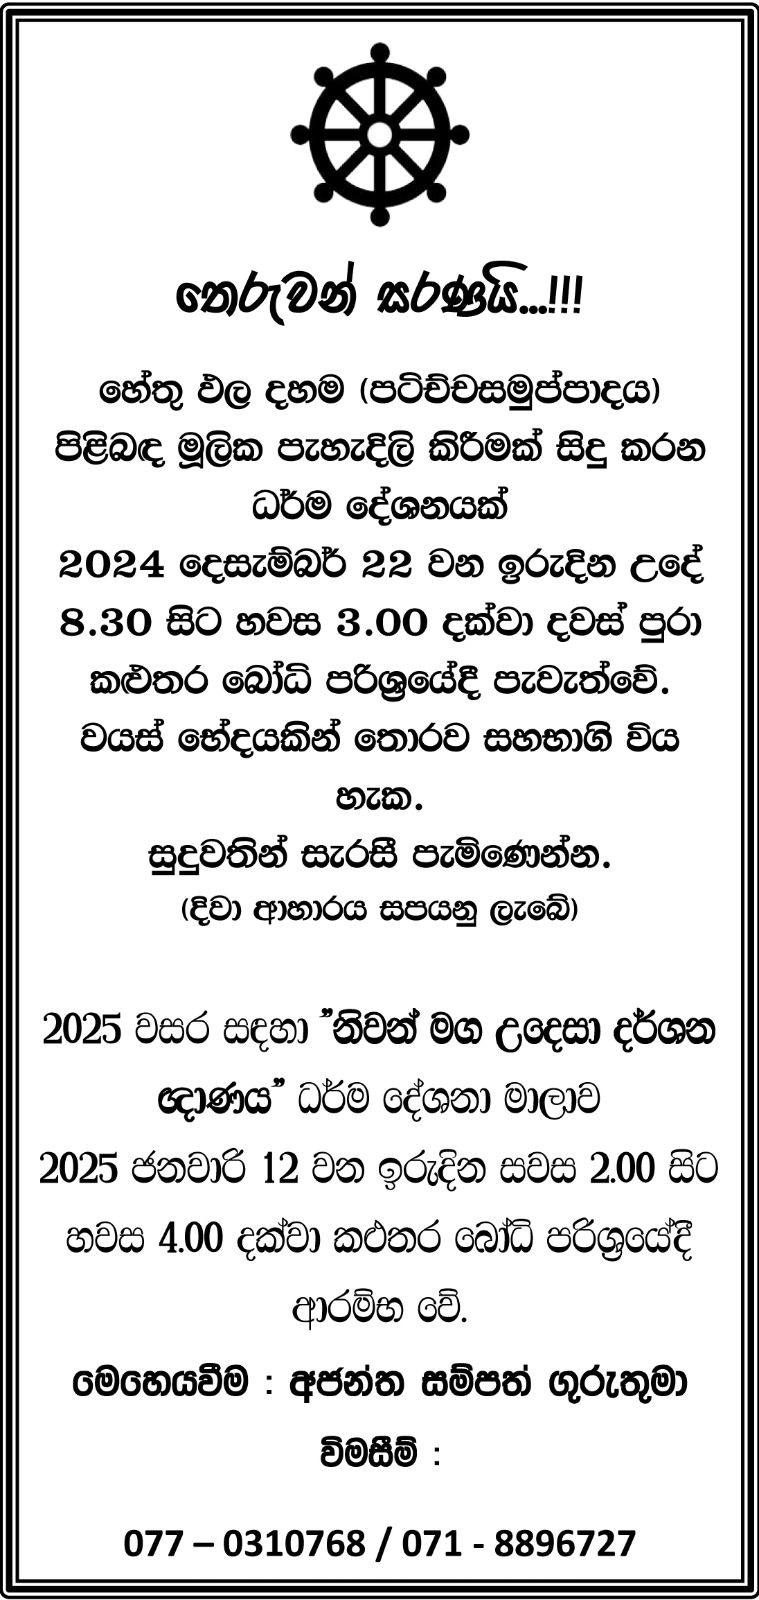 තෙරුවන් සරණයි...!!!
හේතු ඵල දහම (පටිච්චසමුප්පාදය)
පිළිබඳ මූලික පැහැදිලි කිරීමක් සිදු කරන
ධර්ම දේශනයක්
2024 දෙසැම්බර් 22 වන ඉරුදින උදේ
8.30 සිට හවස 3.00 දක්වා දවස් පුරා
කළුතර බෝධි පරිශ්‍රයේදී පැවැත්වේ.
වයස් භේදයකින් තොරව සහභාගි විය
හැක.
සුදුවතින් සැරසී පැමිණෙන්න.
(දිවා ආහාරය සපයනු ලැබේ)
2025 වසර සඳහා "නිවන් මග උදෙසා දර්ශන
ඥාණය" ධර්ම දේශනා මාලාව
2025 ජනවාරි 12 වන ඉරුදින සවස 2.00 සිට
හවස 4.00 දක්වා කළුතර බෝධි පරිශ්‍රයේදී
ආරම්භ වේ.
මෙහෙයවීම : අජන්ත සම්පත් ගුරුතුමා
විමසීම් :
077 – 0310768 / 071 - 8896727